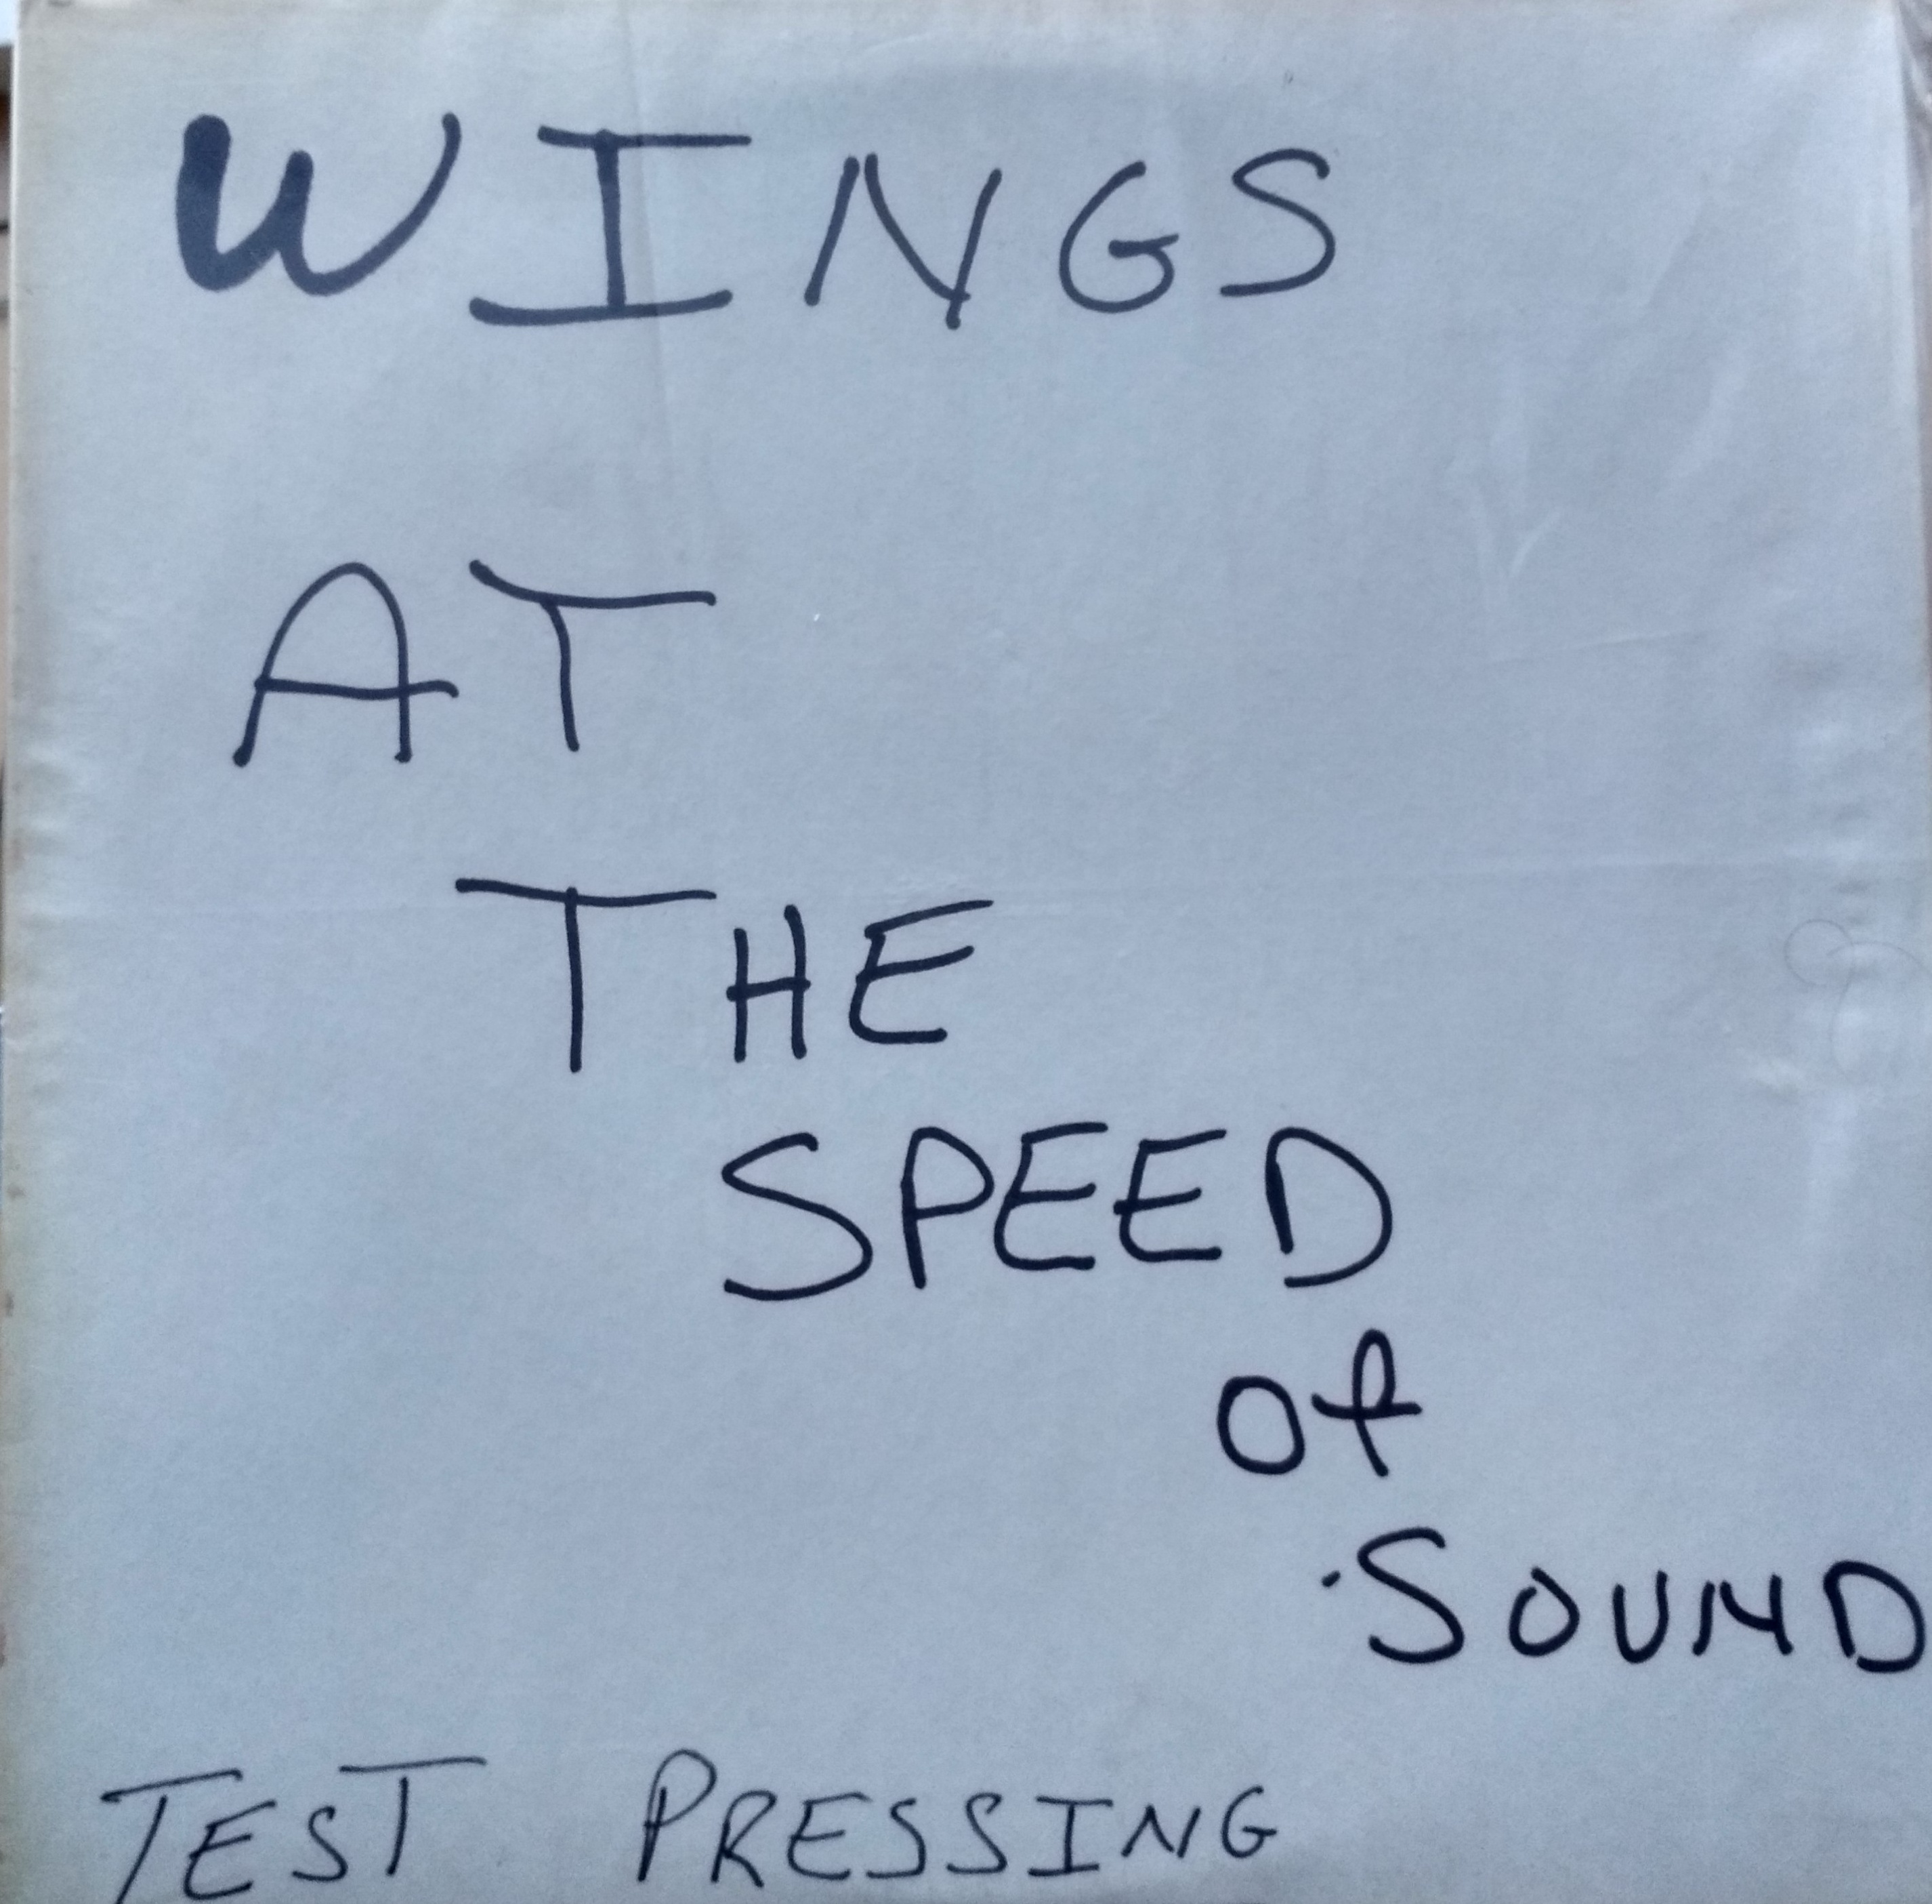 WINGS
AT
THE
SPEED
of
SOUND
TEST PRESSING